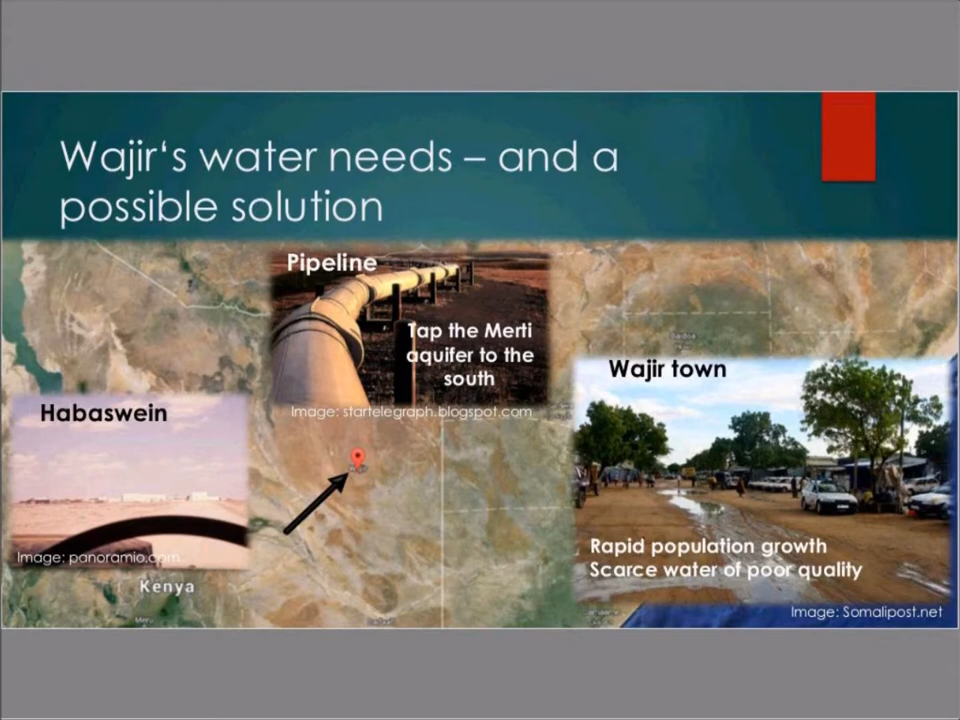 Wajir‘s water needs – and a
possible solution
Pipeline
Tap the Merti
aquifer to the
south
Image: startelegraph.blogspot.com
Habaswein
Image: panoramio.com
Kenya
Meru
Wajir town
Rapid population growth
Scarce water of poor quality
Image: Somalipost.net